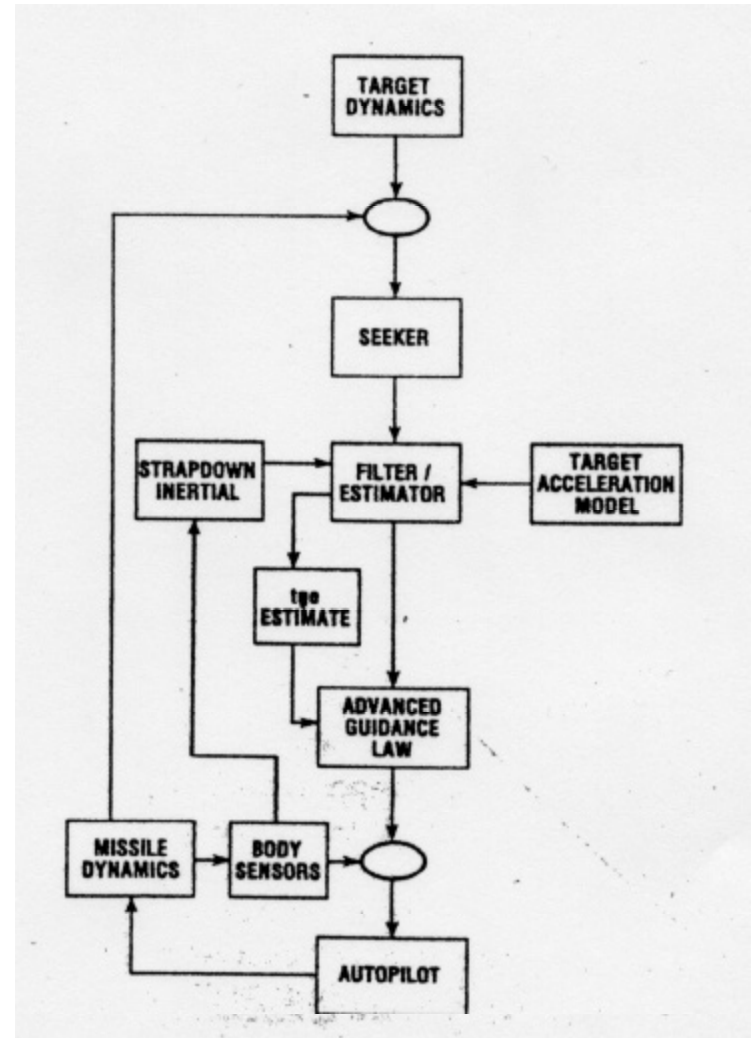 TARGET
DYNAMICS
SEEKER
STRAPDOWN
INERTIAL
FILTER /
ESTIMATOR
TARGET
ACCELERATION
MODEL
tgo
ESTIMATE
ADVANCED
GUIDANCE
LAW
MISSILE
DYNAMICS
BODY
SENSORS
AUTOPILOT